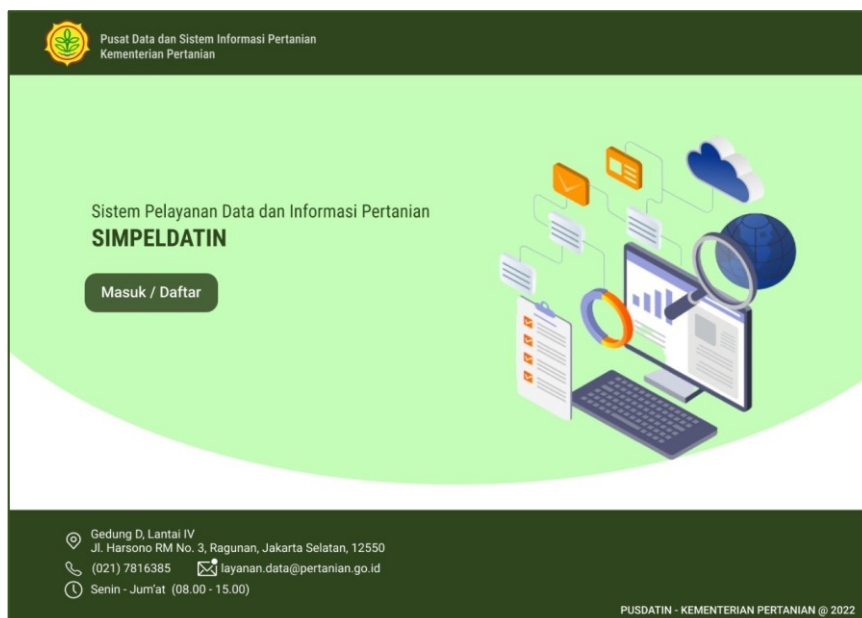 Pusat Data dan Sistem Informasi Pertanian
Kementerian Pertanian
Sistem Pelayanan Data dan Informasi Pertanian
SIMPELDATIN
Masuk / Daftar
Gedung D, Lantai IV
Jl. Harsono RM No. 3, Ragunan, Jakarta Selatan, 12550
(021) 7816385 layanan.data@pertanian.go.id
Senin - Jum'at (08.00 - 15.00)
PUSDATIN - KEMENTERIAN PERTANIAN @ 2022